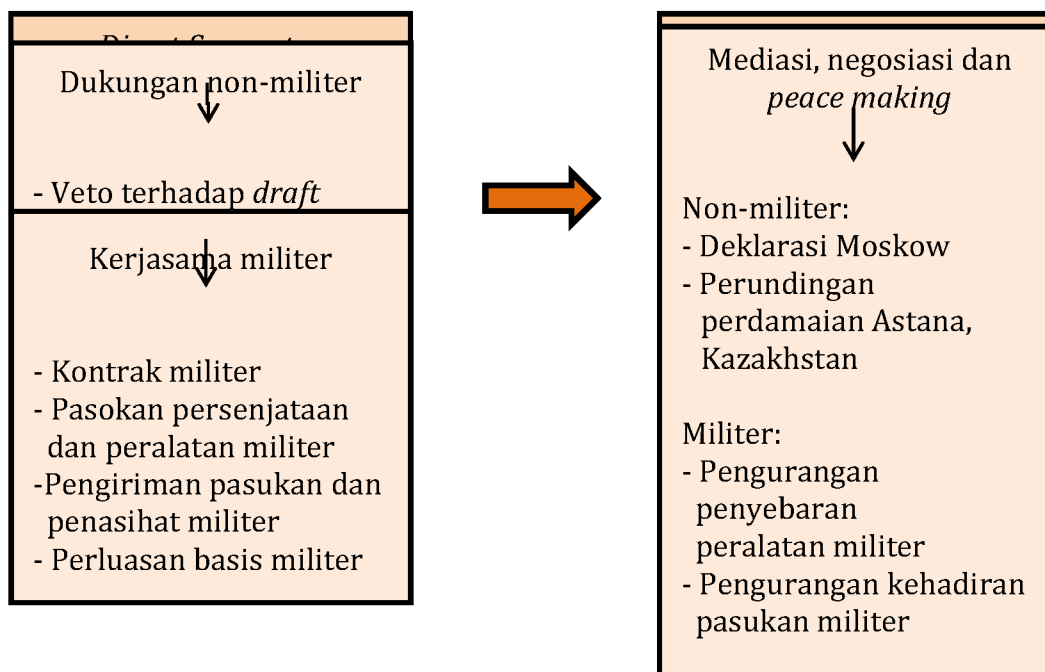 Dukungan non-militer
- Veto terhadap draft
Kerjasama militer
- Kontrak militer
- Pasokan persenjataan
dan peralatan militer
-Pengiriman pasukan dan
penasihat militer
- Perluasan basis militer
Mediasi, negosiasi dan
peace making
Non-militer:
- Deklarasi Moskow
- Perundingan
perdamaian Astana,
Kazakhstan
Militer:
- Pengurangan
penyebaran
peralatan militer
- Pengurangan kehadiran
pasukan militer